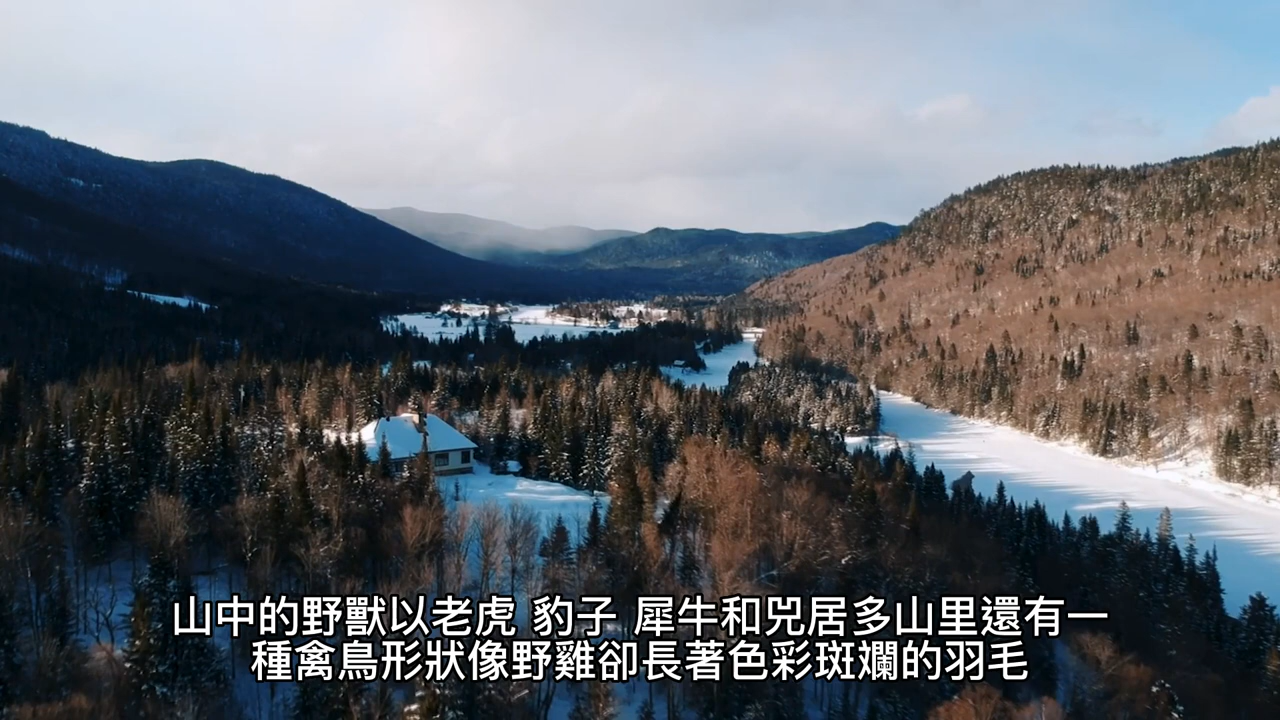 山中的野獸以老虎 豹子 犀牛和兕居多山里還有一
種禽鳥形狀像野雞卻長著色彩斑斕的羽毛